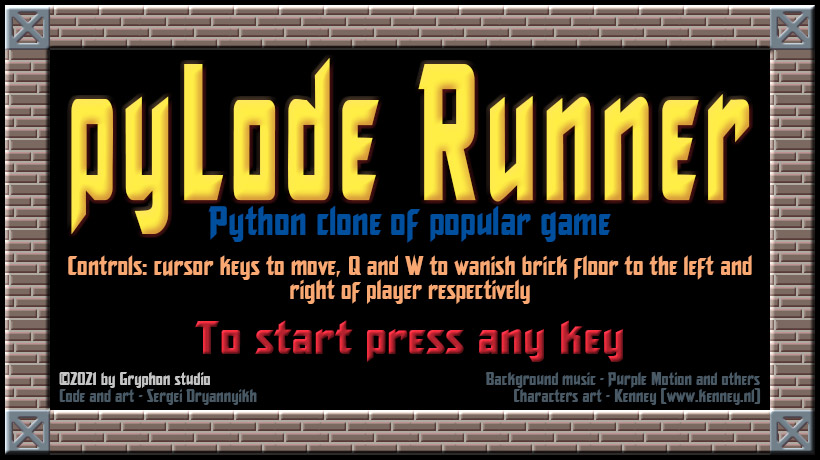 pyLode Runner
Python clone of popular game
Controls: cursor keys to move, Q and W to wanish brick floor to the left and
right of player respectively
To start press any key
©2021 by Gryphon studio
Code and art - Sergei Dryannyikh
Background music - Purple Motion and others
Characters art - Kenney [www.kenney.nl]